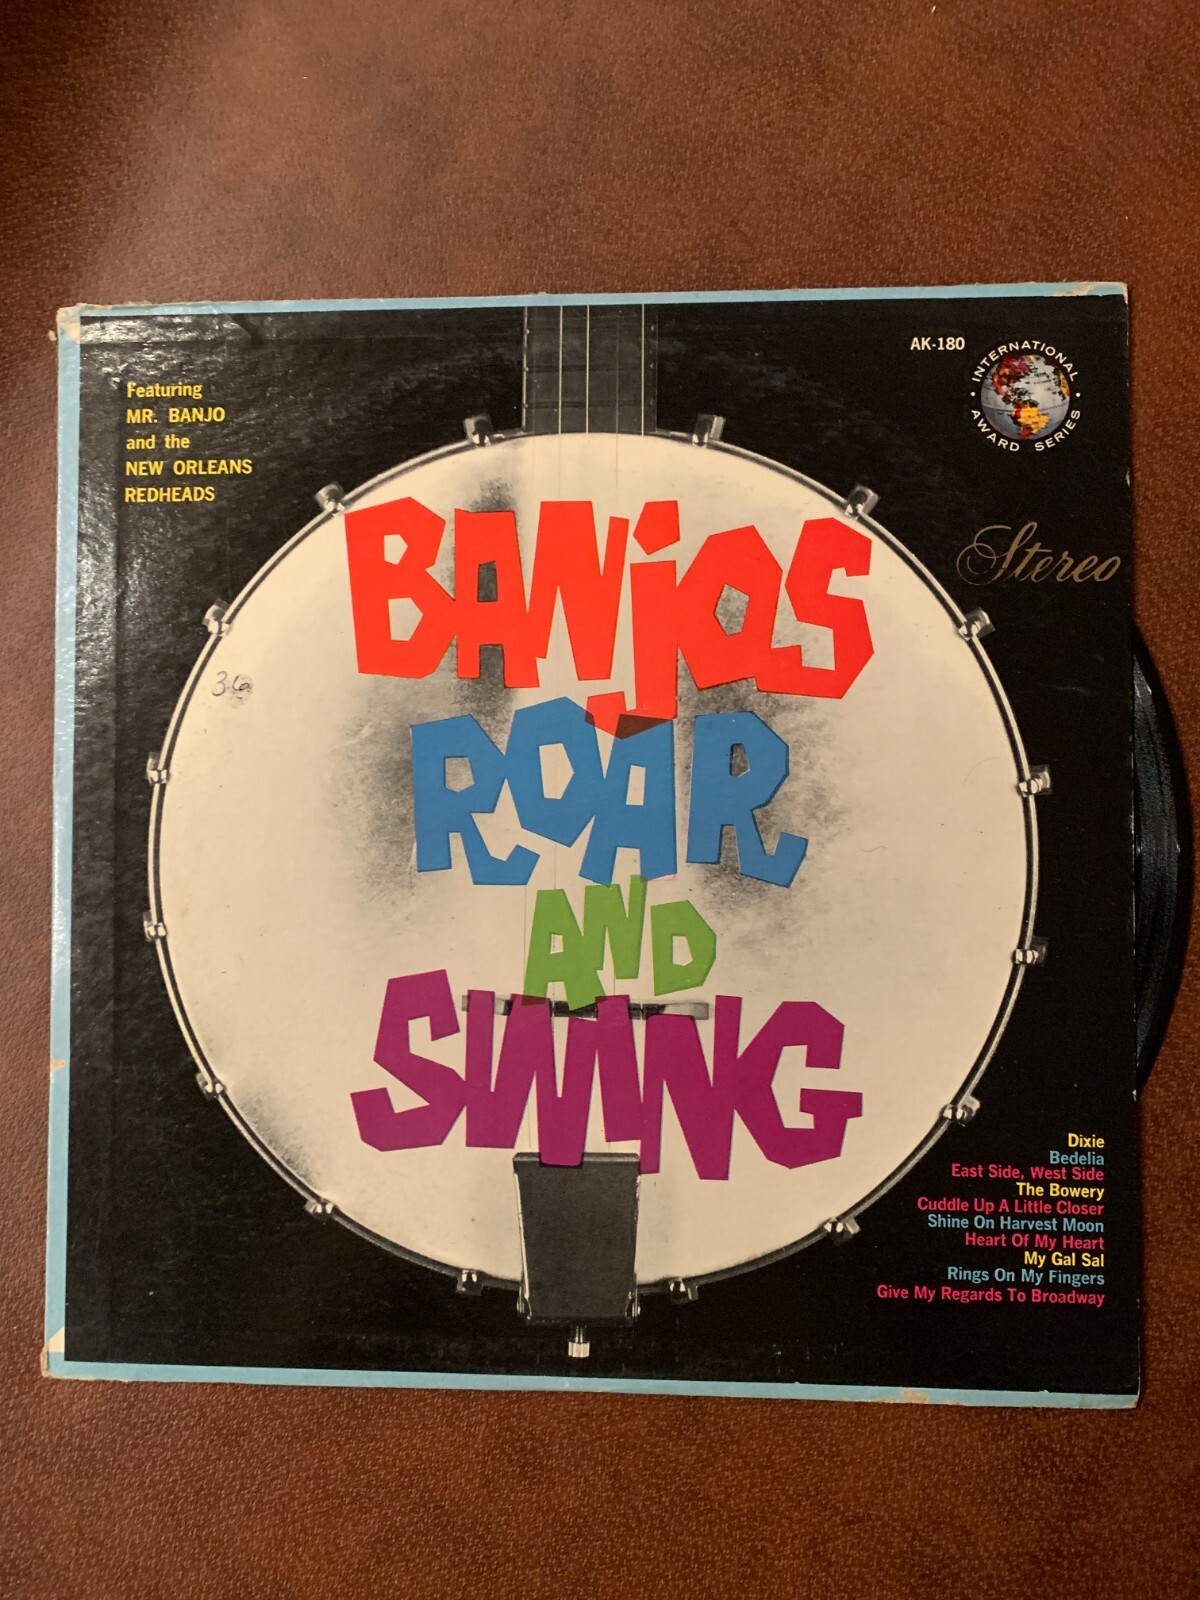 Featuring
MR. BANJO
and the
NEW ORLEANS
REDHEADS
AK-180
INTERNATIONAL
AWARD SERIES
Stereo
BANJOS
ROAR
AND
SWING
36
Dixie
Bedelia
East Side, West Side
The Bowery
Cuddle Up A Little Closer
Shine On Harvest Moon
Heart Of My Heart
My Gal Sal
Rings On My Fingers
Give My Regards To Broadway